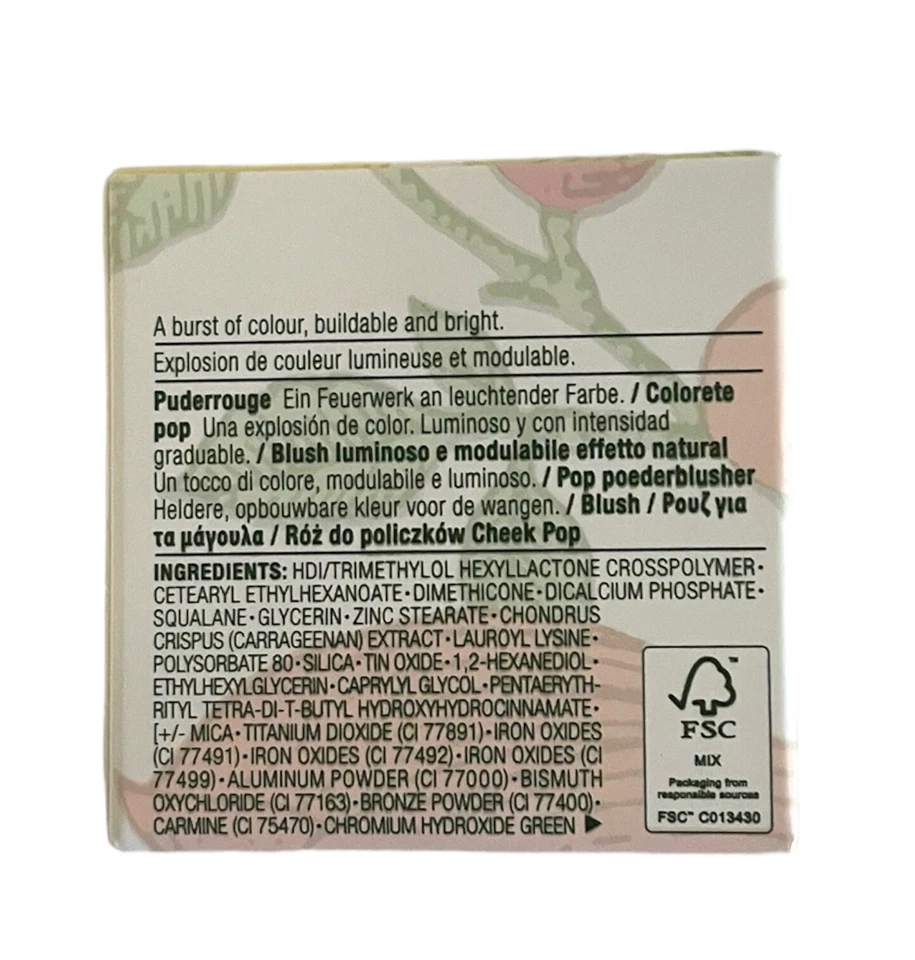 A burst of colour, buildable and bright.
Explosion de couleur lumineuse et modulable.
Puderrouge Ein Feuerwerk an leuchtender Farbe. / Colorete
pop Una explosión de color. Luminoso y con intensidad
graduable. / Blush luminoso e modulabile effetto natural
Un tocco di colore, modulabile e luminoso. / Pop poederblusher
Heldere, opbouwbare kleur voor de wangen. / Blush / Ρουζ για
τα μάγουλα / Róż do policzków Cheek Pop
INGREDIENTS: HDI/TRIMETHYLOL HEXYLLACTONE CROSSPOLYMER•
CETEARYL ETHYLHEXANOATE•DIMETHICONE•DICALCIUM PHOSPHATE•
SQUALANE•GLYCERIN•ZINC STEARATE•CHONDRUS
CRISPUS (CARRAGEENAN) EXTRACT•LAUROYL LYSINE•
POLYSORBATE 80•SILICA•TIN OXIDE•1,2-HEXANEDIOL•
ETHYLHEXYLGLYCERIN•CAPRYLYL GLYCOL•PENTAERYTH-
RITYL TETRA-DI-T-BUTYL HYDROXYHYDROCINNAMATE•
[+/- MICA•TITANIUM DIOXIDE (CI 77891)•IRON OXIDES
(CI 77491)•IRON OXIDES (CI 77492)•IRON OXIDES (CI
77499)•ALUMINUM POWDER (CI 77000)•BISMUTH
OXYCHLORIDE (CI 77163)•BRONZE POWDER (CI 77400)•
CARMINE (CI 75470)•CHROMIUM HYDROXIDE GREEN ▶
™
FSC
MIX
Packaging from
responsible sources
FSC™ C013430